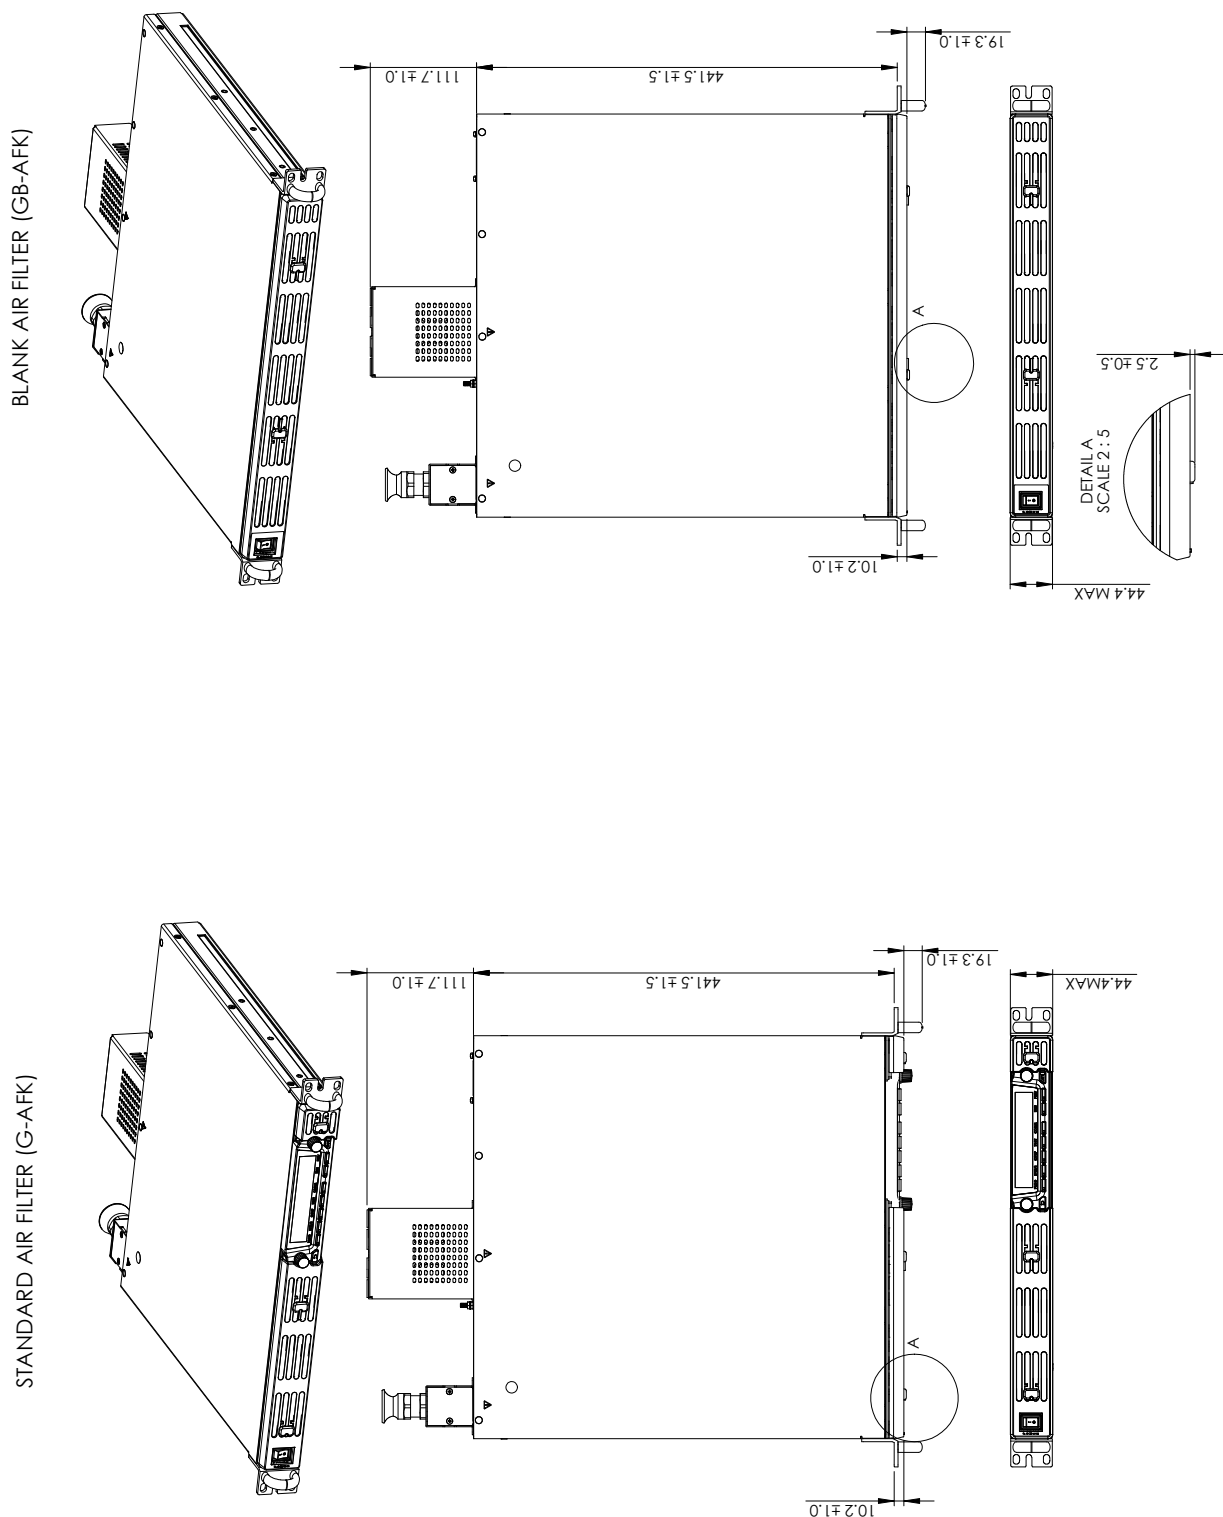 BLANK AIR FILTER (GB-AFK)
111.7±1.0
441.5±1.5
19.3±1.0
A
10.2±1.0
44.4 MAX
DETAIL A
SCALE 2 : 5
2.5±0.5
STANDARD AIR FILTER (G-AFK)
111.7±1.0
441.5±1.5
19.3±1.0
A
10.2±1.0
44.4MAX